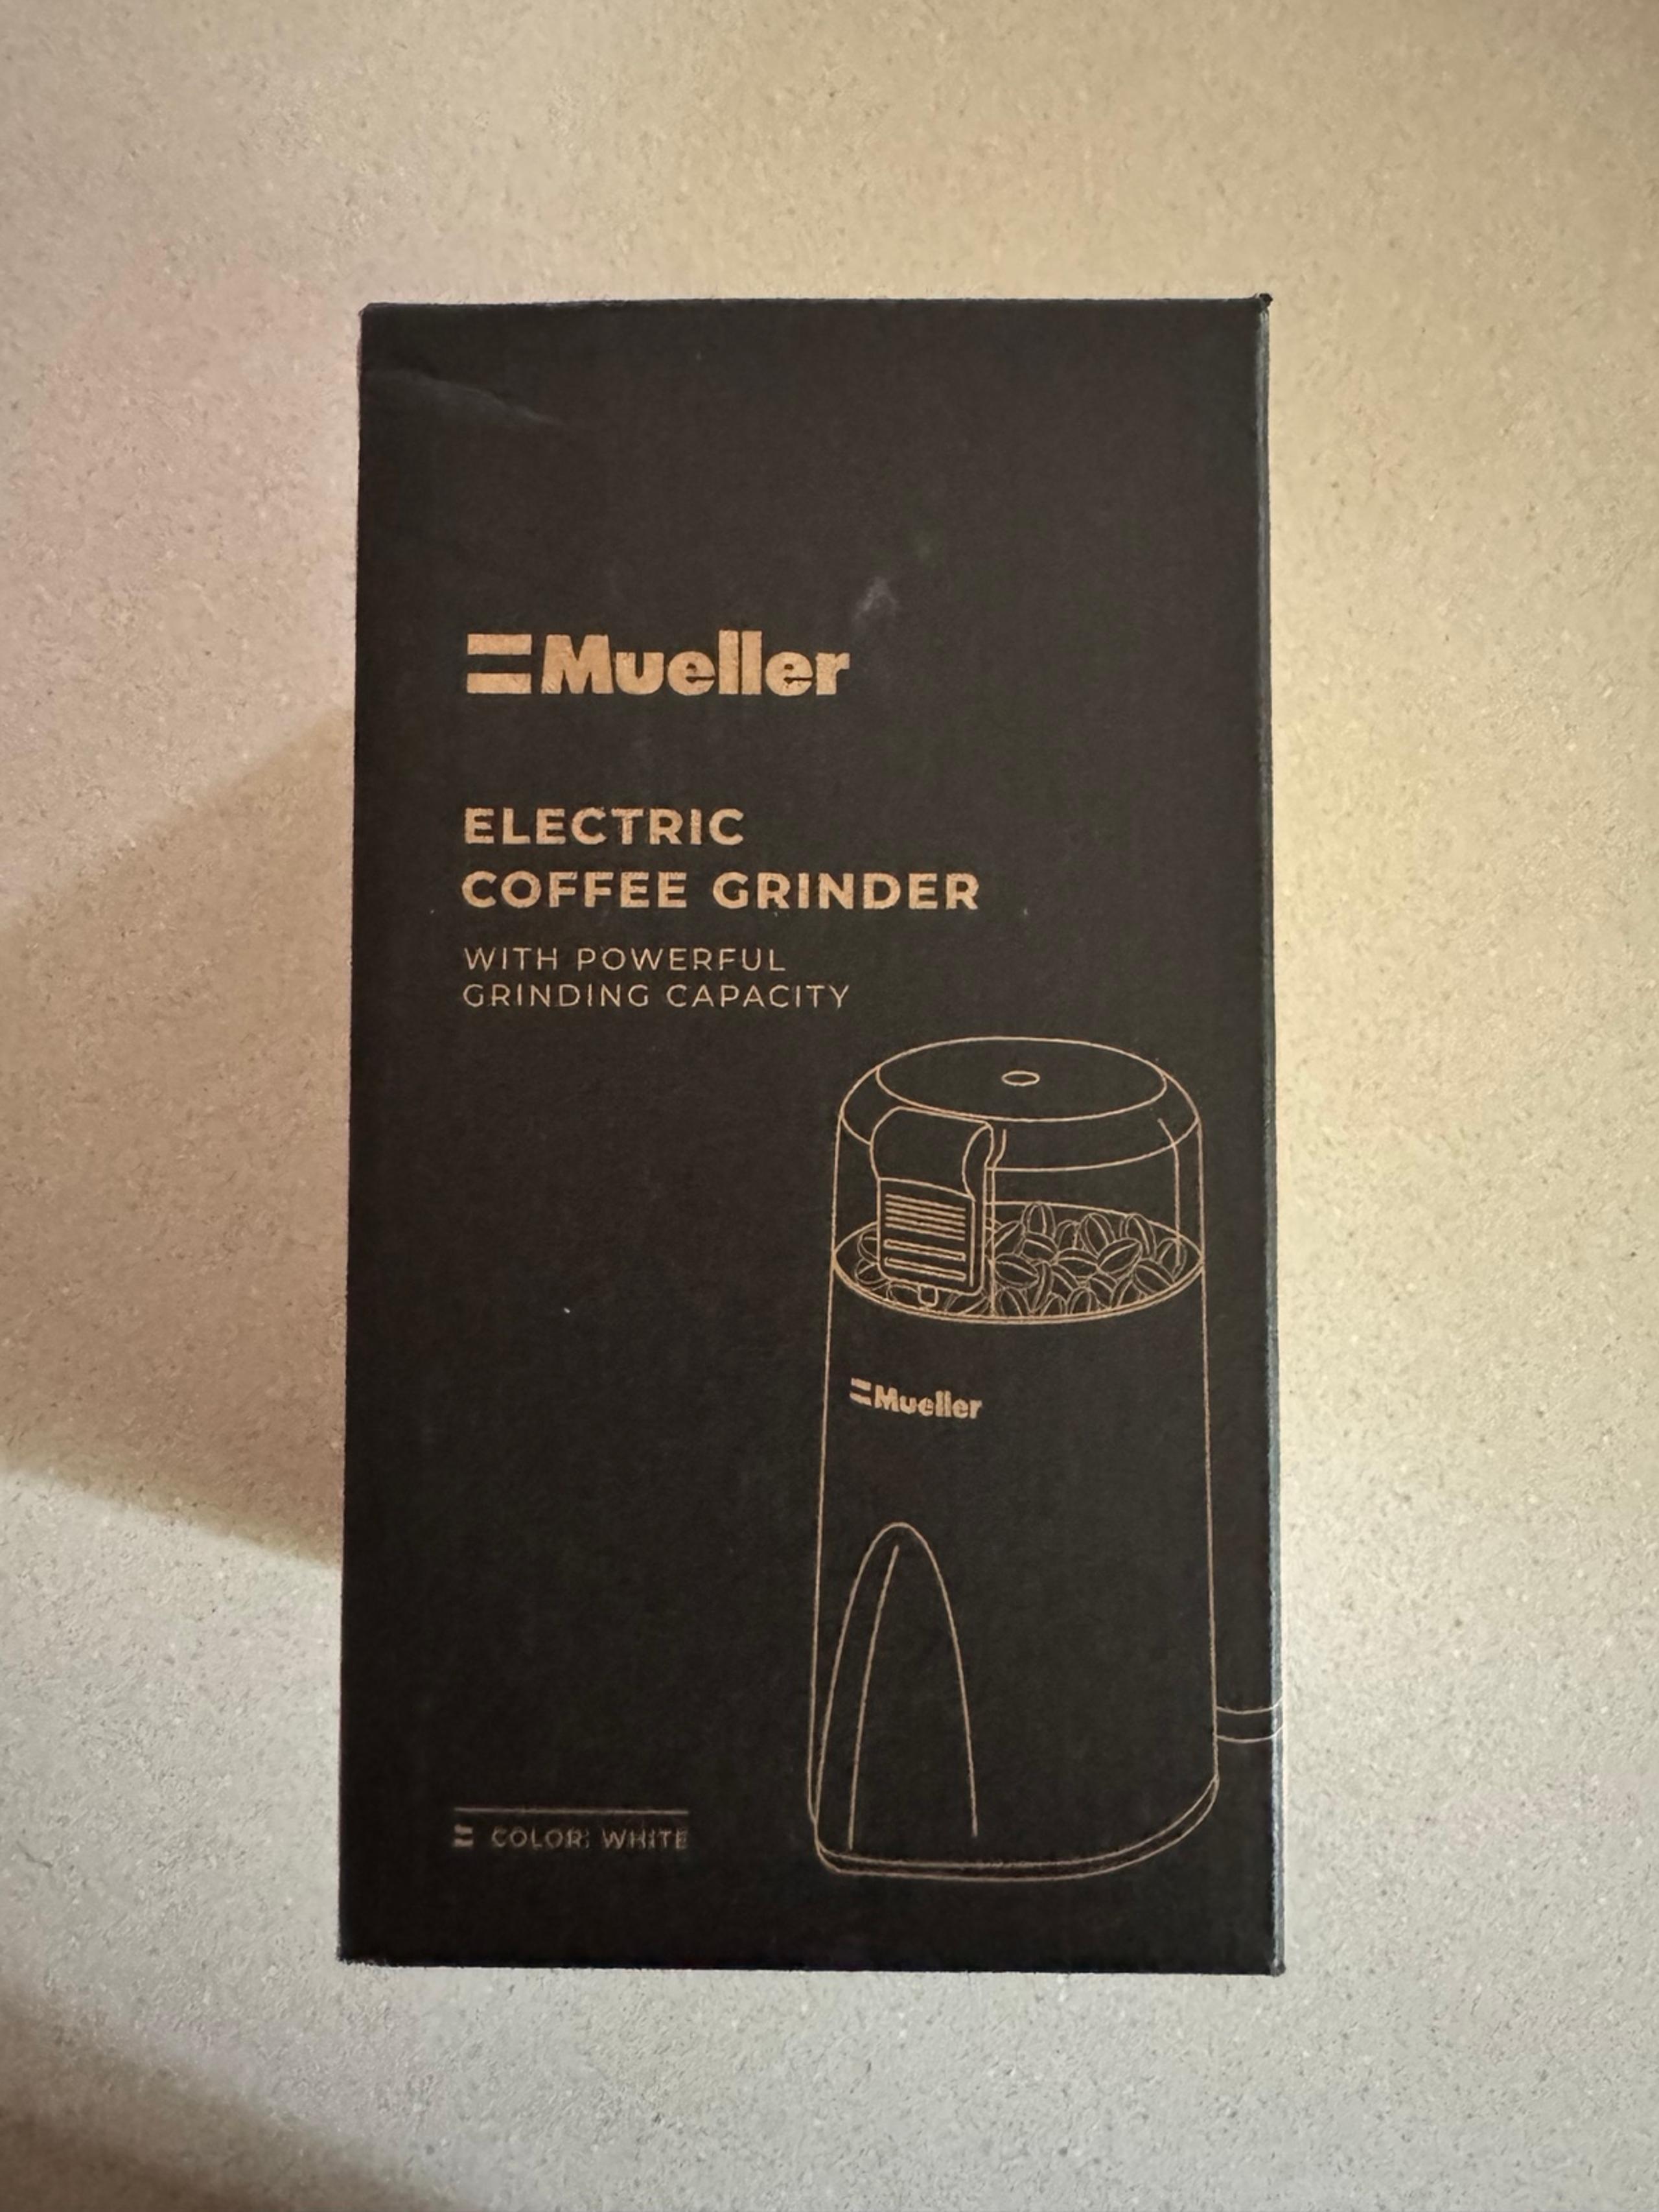 Mueller
ELECTRIC
COFFEE GRINDER
WITH POWERFUL
GRINDING CAPACITY
Mueller
COLOR: WHITE